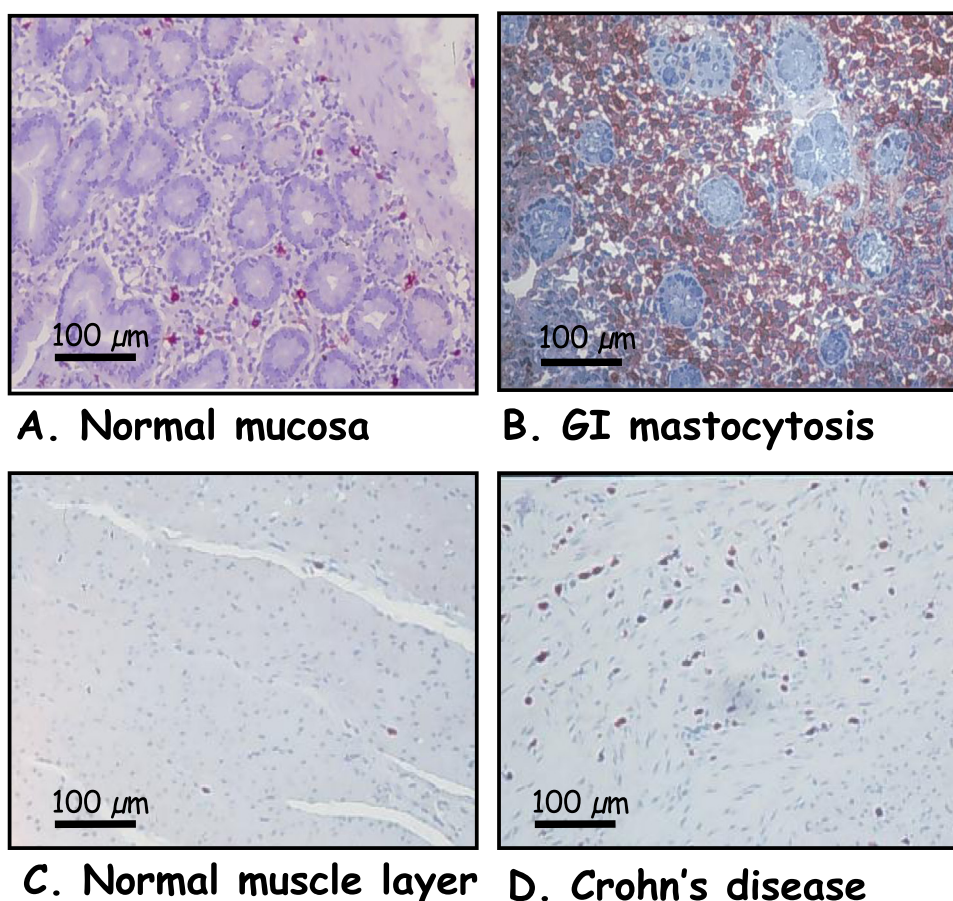 100 µm
100 µm
A. Normal mucosa
B. GI mastocytosis
100 µm
100 µm
C. Normal muscle layer
D. Crohn's disease